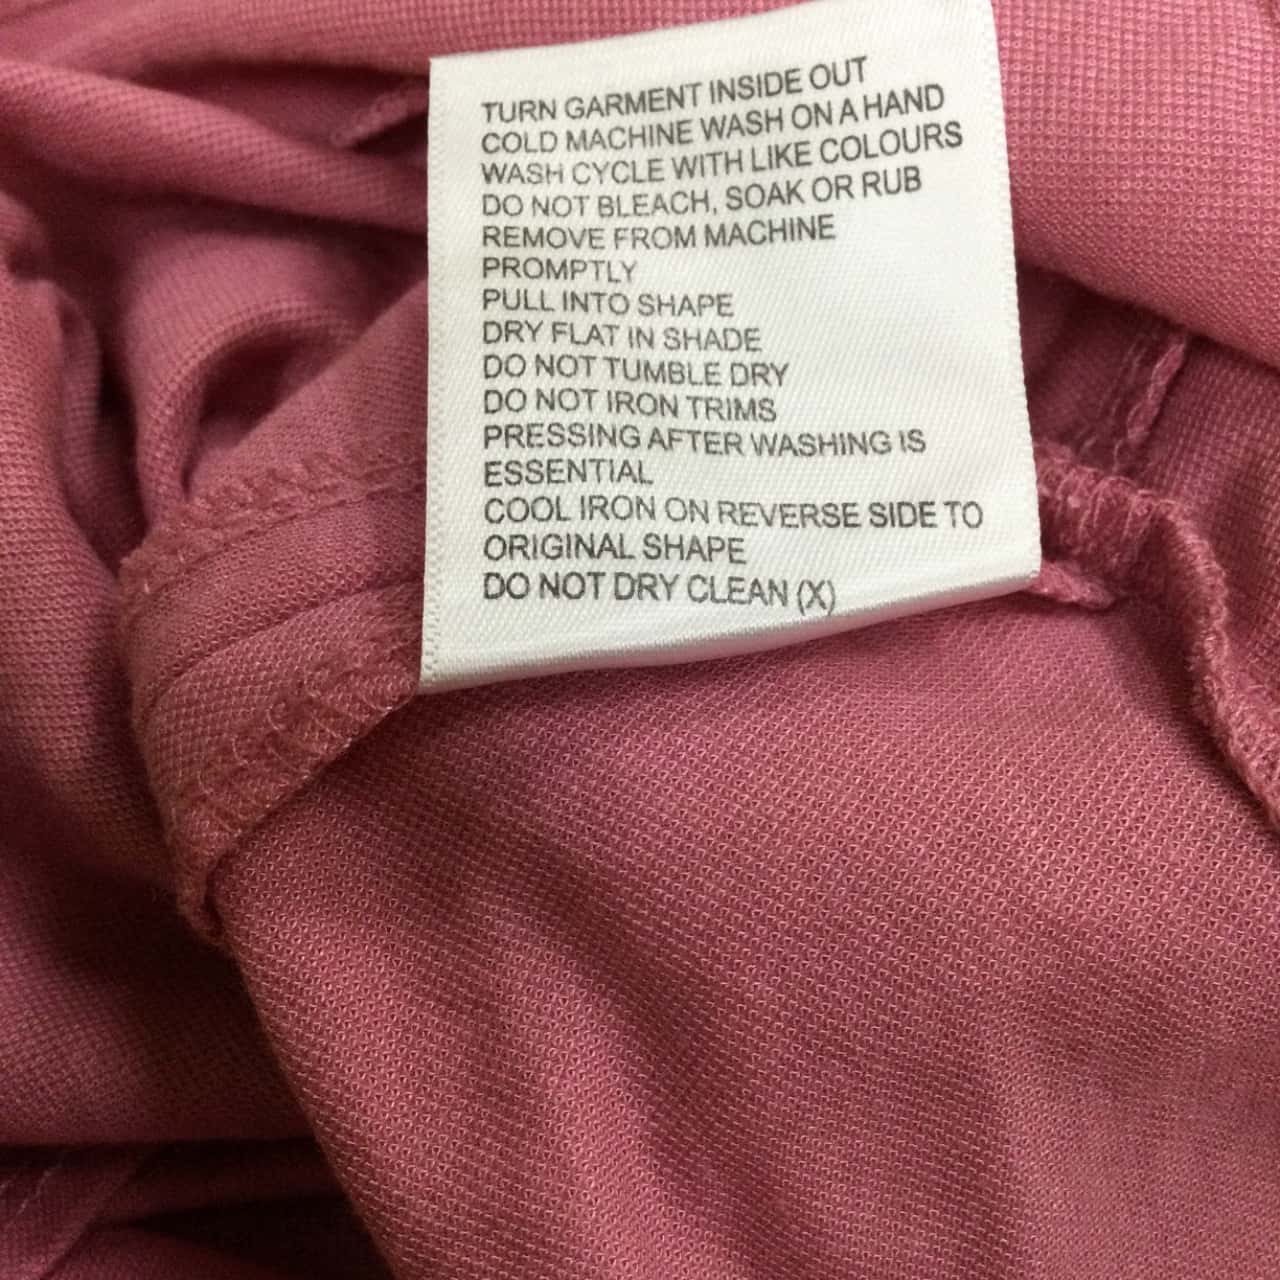 TURN GARMENT INSIDE OUT
COLD MACHINE WASH ON A HAND
WASH CYCLE WITH LIKE COLOURS
DO NOT BLEACH, SOAK OR RUB
REMOVE FROM MACHINE
PROMPTLY
PULL INTO SHAPE
DRY FLAT IN SHADE
DO NOT TUMBLE DRY
DO NOT IRON TRIMS
PRESSING AFTER WASHING IS
ESSENTIAL
COOL IRON ON REVERSE SIDE TO
ORIGINAL SHAPE
DO NOT DRY CLEAN (X)